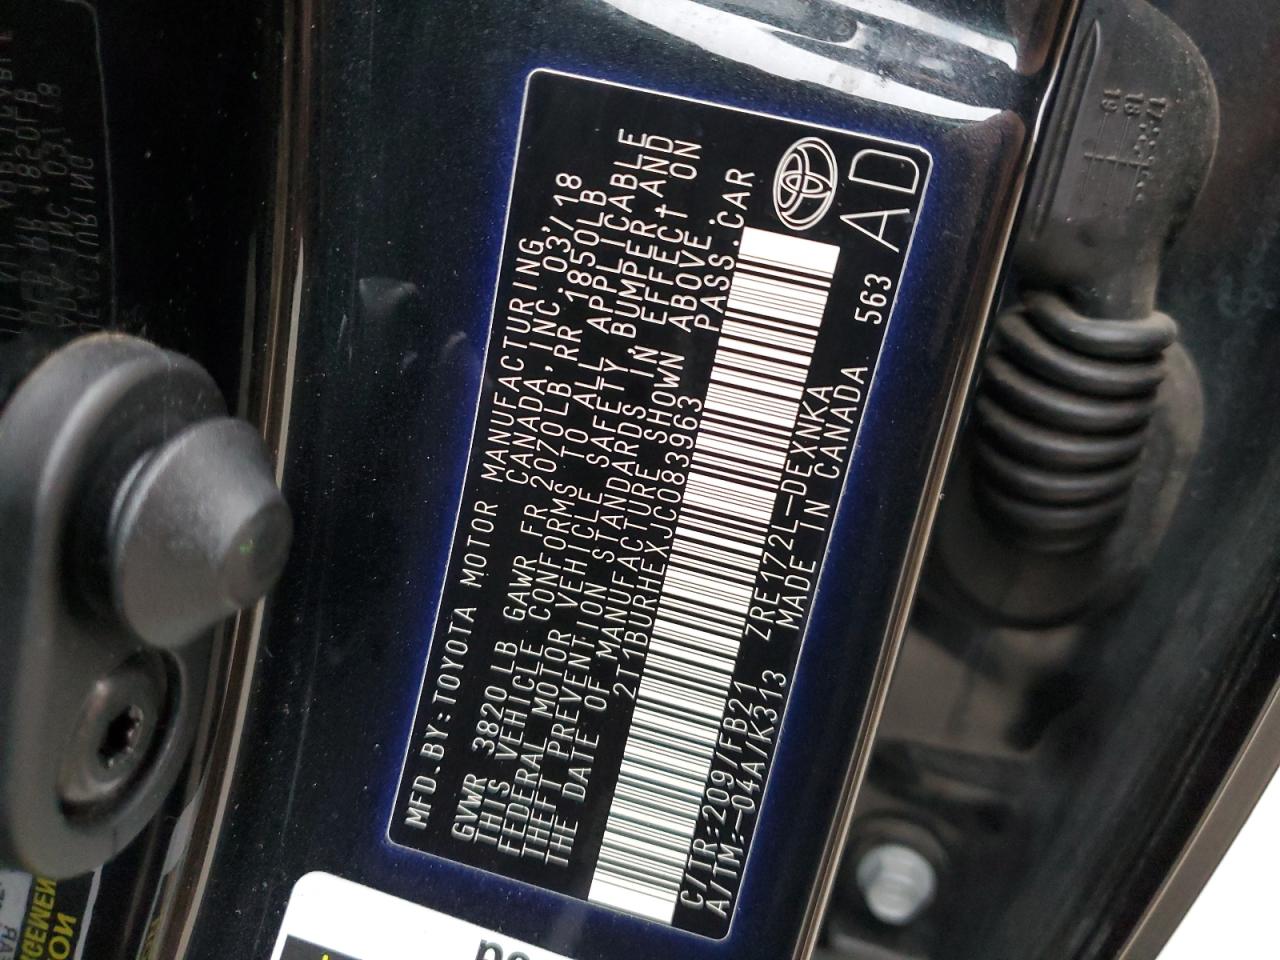 MFD.BY:TOYOTA MOTOR MANUFACTURING,
CANADA, INC. 03/18
GVWR 3820 LB GAWR FR 2070LB, RR 1850LB
THIS VEHICLE CONFORMS TO ALL APPLICABLE
FEDERAL MOTOR VEHICLE SAFETY, BUMPER, AND
THEFT PREVENTION STANDARDS IN EFFECT ON
THE DATE OF MANUFACTURE SHOWN ABOVE.
2T1BURHEXJC083963 PASS.CAR
C/TR:209/FB21 ZRE172L-DEXNKA
A/TM:-04A/K313 MADE IN CANADA 563
AD